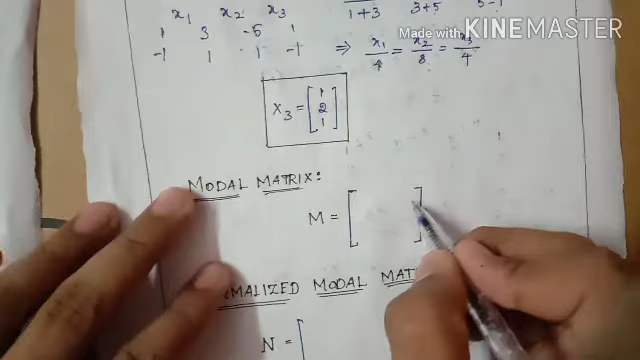 Made with KINEMASTER
x₁ x₂ x₃
1+3 3+5 5-1
1 3 -5 1
-1 1 1 -1 ⇒ x₁/4 = x₂/8 = x₃/4
X₃ = [1 2 1]
MODAL MATRIX:
M = [ ]
MALIZED MODAL MAT
N = [